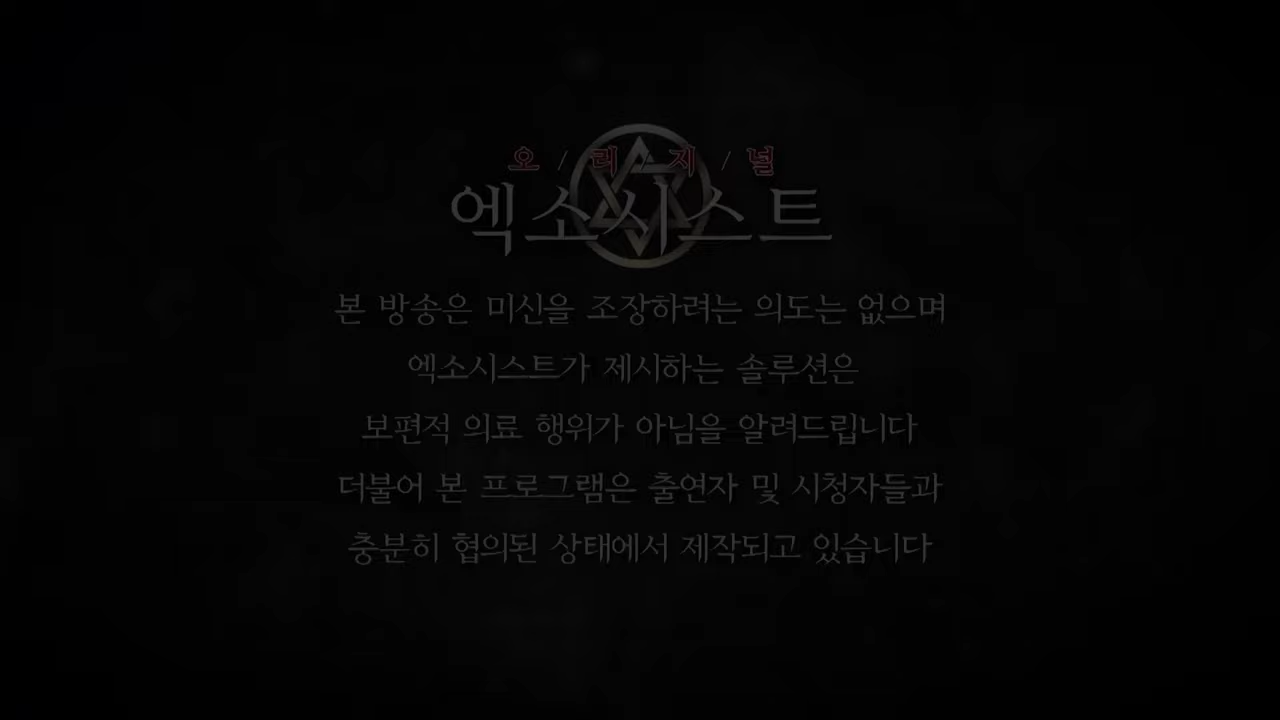 오/리/지/널
엑소시스트
본 방송은 미신을 조장하려는 의도는 없으며
엑소시스트가 제시하는 솔루션은
보편적 의료 행위가 아님을 알려드립니다
더불어 본 프로그램은 출연자 및 시청자들과
충분히 협의된 상태에서 제작되고 있습니다